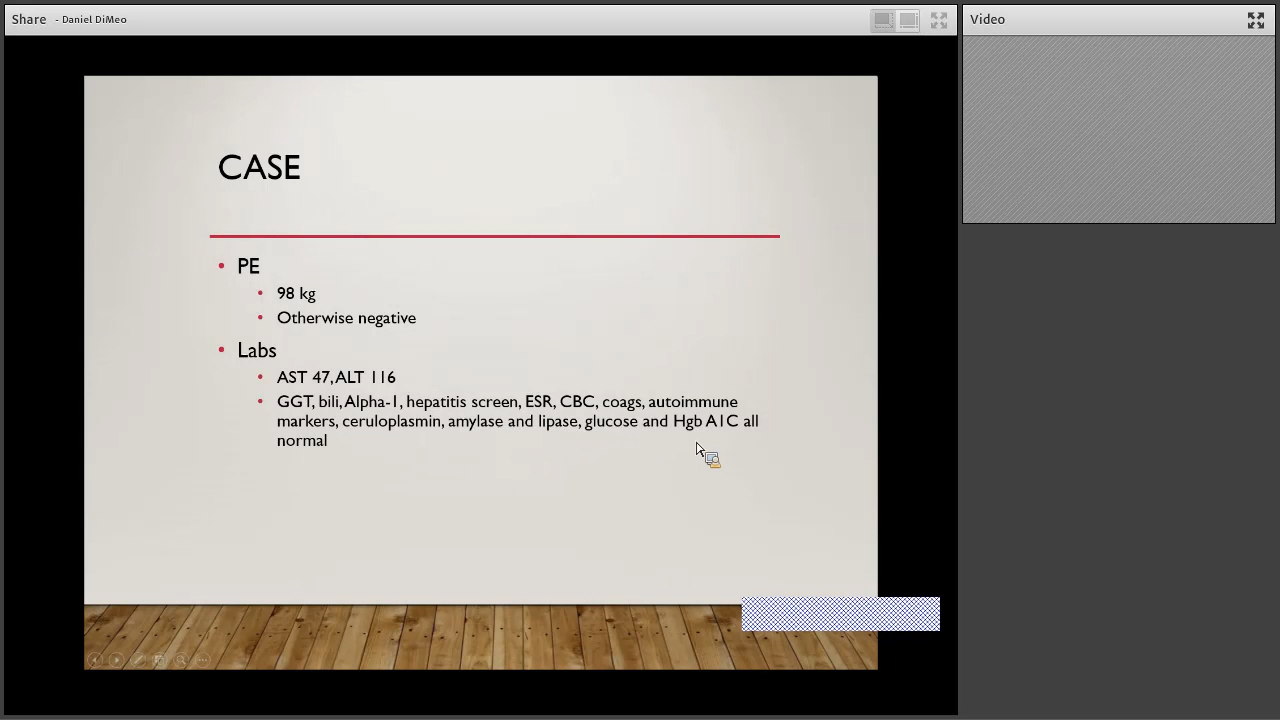 Share - Daniel DiMeo
Video
CASE
• PE
• 98 kg
• Otherwise negative
• Labs
• AST 47, ALT 116
• GGT, bili, Alpha-1, hepatitis screen, ESR, CBC, coags, autoimmune
markers, ceruloplasmin, amylase and lipase, glucose and Hgb A1C all
normal